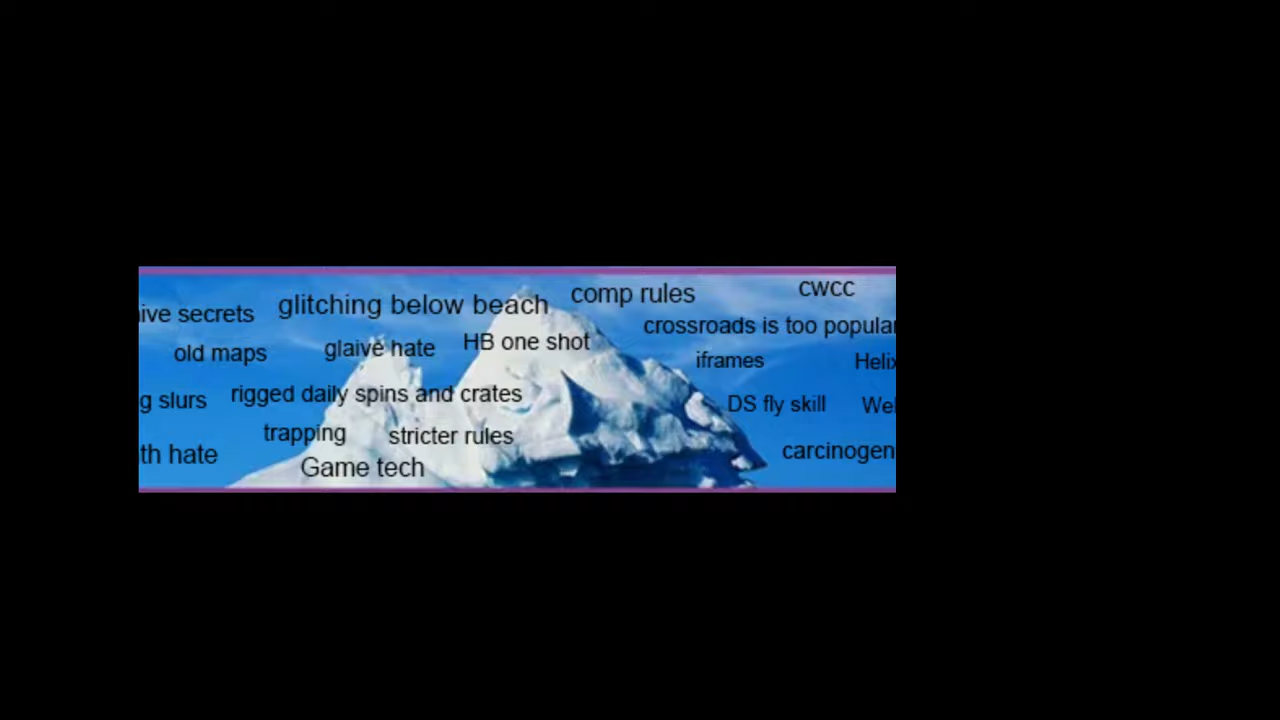 ive secrets
glitching below beach
comp rules
cwcc
crossroads is too popular
old maps
glaive hate
HB one shot
iframes
Helix
g slurs
rigged daily spins and crates
DS fly skill
trapping
stricter rules
carcinogen
th hate
Game tech